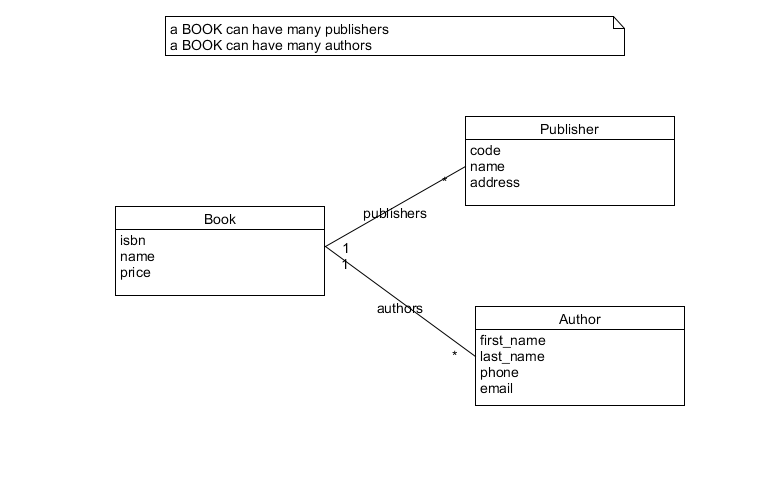 a BOOK can have many publishers
a BOOK can have many authors
Publisher
code
name
address
*
publishers
Book
isbn
name
price
1
1
authors
*
Author
first_name
last_name
phone
email